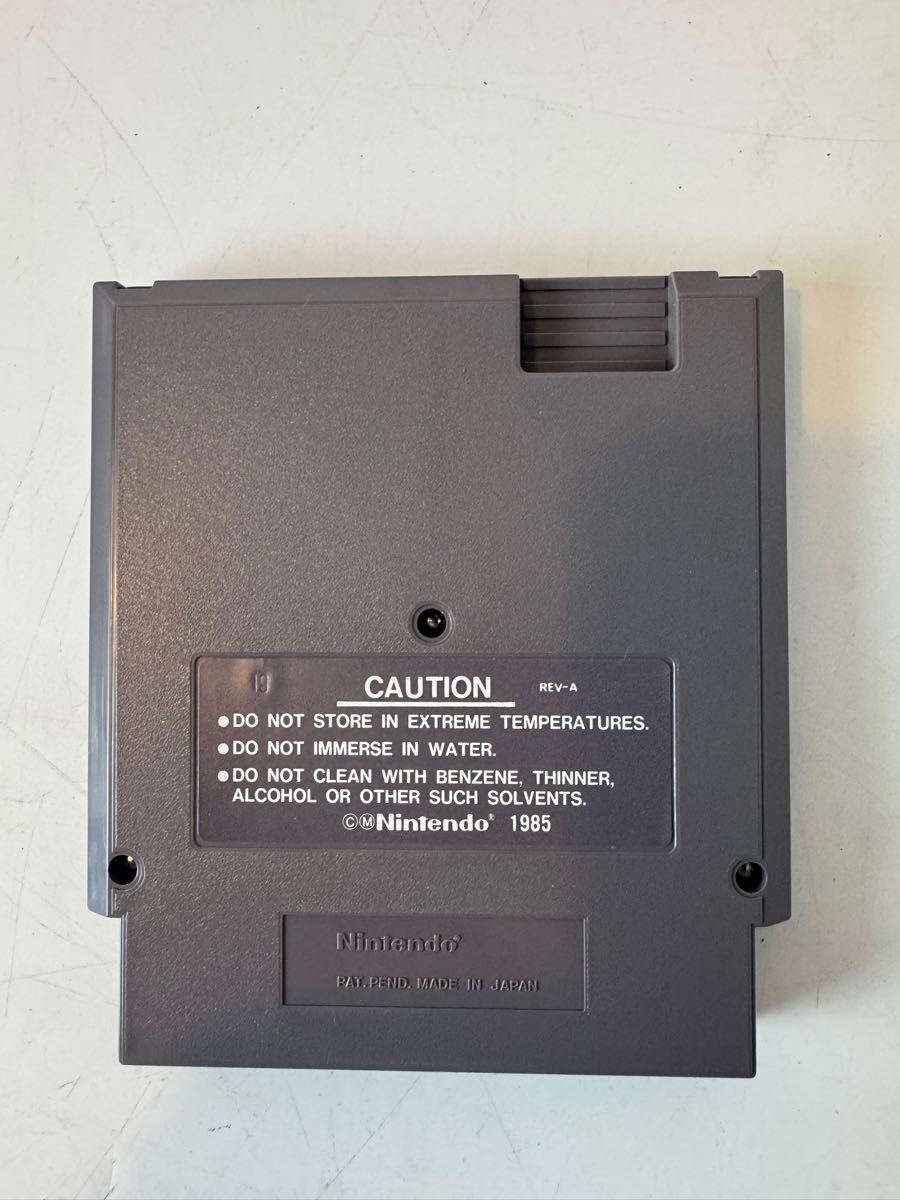 19
CAUTION REV-A
●DO NOT STORE IN EXTREME TEMPERATURES.
●DO NOT IMMERSE IN WATER.
●DO NOT CLEAN WITH BENZENE, THINNER,
ALCOHOL OR OTHER SUCH SOLVENTS.
©ⓂNintendo® 1985
Nintendo®
PAT. PEND. MADE IN JAPAN